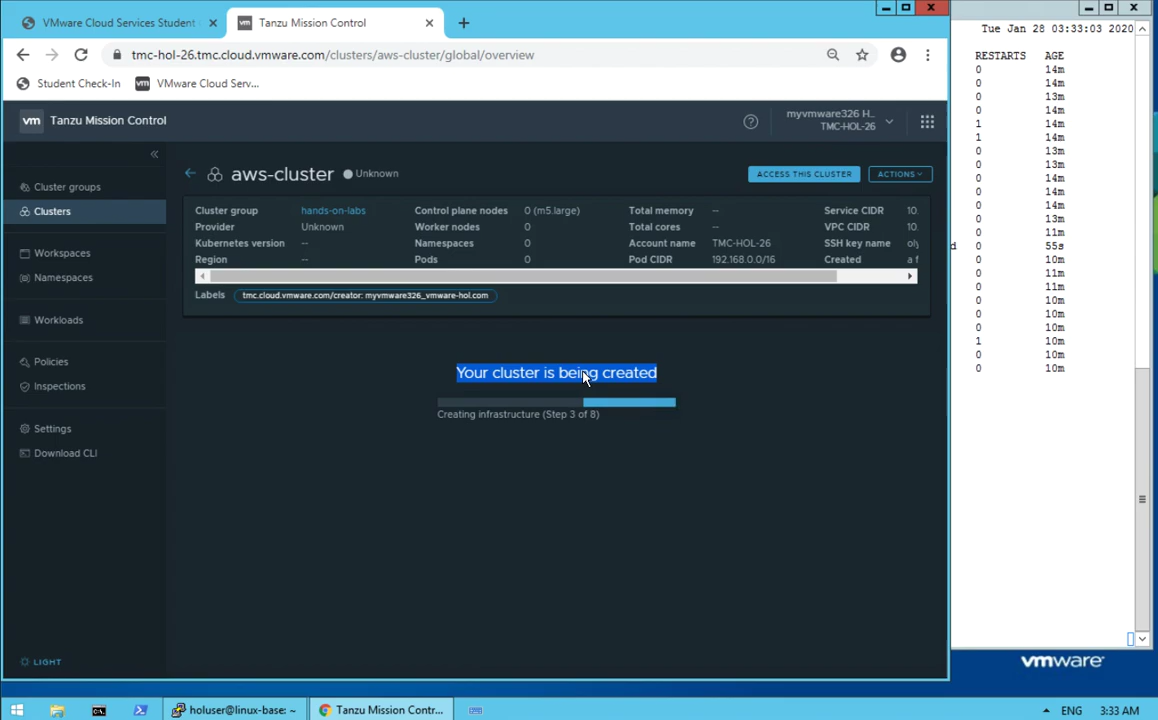 VMware Cloud Services Student
Tanzu Mission Control
tmc-hol-26.tmc.cloud.vmware.com/clusters/aws-cluster/global/overview
Student Check-In
VMware Cloud Serv...
vm Tanzu Mission Control
myvmware326 H...
TMC-HOL-26
Cluster groups
Clusters
Workspaces
Namespaces
Workloads
Policies
Inspections
Settings
Download CLI
LIGHT
aws-cluster Unknown
ACCESS THIS CLUSTER
ACTIONS
Cluster group hands-on-labs Control plane nodes 0 (m5.large) Total memory -- Service CIDR 10.
Provider Unknown Worker nodes 0 Total cores -- VPC CIDR 10.
Kubernetes version -- Namespaces 0 Account name TMC-HOL-26 SSH key name oly
Region -- Pods 0 Pod CIDR 192.168.0.0/16 Created a f
Labels tmc.cloud.vmware.com/creator: myvmware326_vmware-hol.com
Your cluster is being created
Creating infrastructure (Step 3 of 8)
Tue Jan 28 03:33:03 2020
RESTARTS AGE
0 14m
0 14m
0 13m
0 14m
1 14m
1 14m
0 13m
0 13m
0 14m
0 14m
0 14m
0 13m
0 11m
d 0 55s
0 10m
0 11m
0 11m
0 10m
0 10m
0 10m
1 10m
0 10m
0 10m
vmware
holuser@linux-base: ~
Tanzu Mission Contr...
ENG 3:33 AM